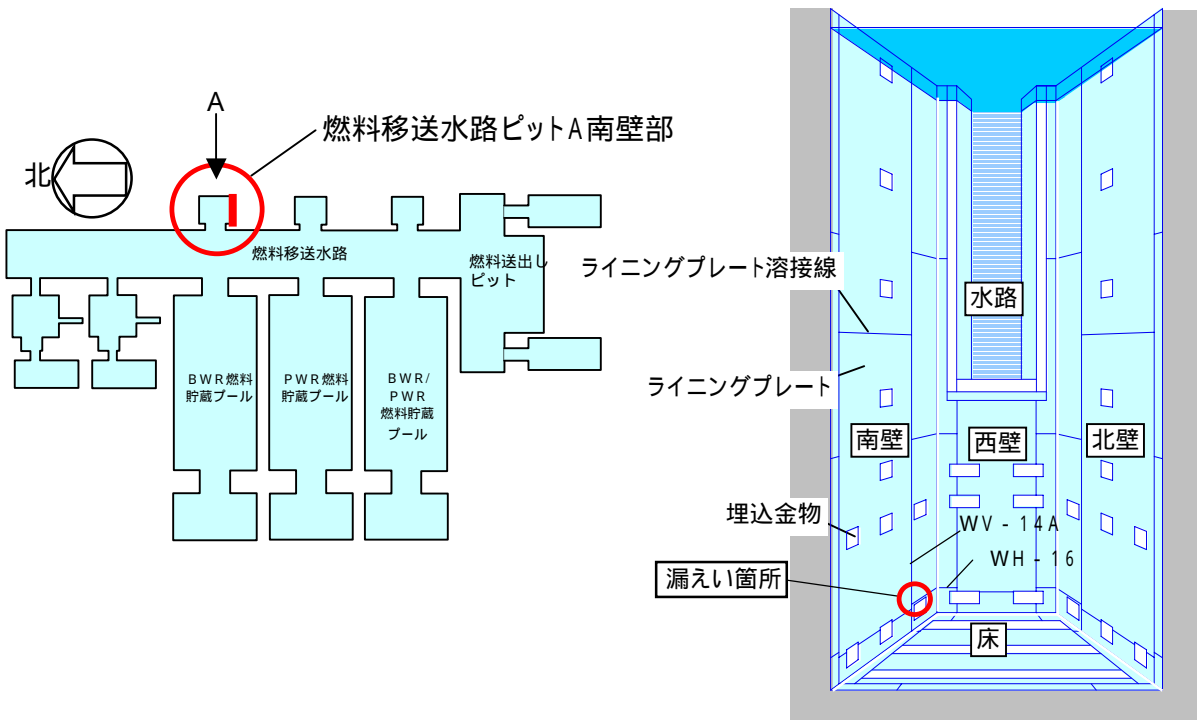 A
燃料移送水路ピットA南壁部
北
燃料移送水路
燃料送出し
ピット
BWR燃料
貯蔵プール
PWR燃料
貯蔵プール
BWR/
PWR
燃料貯蔵
プール
ライニングプレート溶接線
水路
ライニングプレート
南壁
西壁
北壁
埋込金物
WV-14A
WH-16
漏えい箇所
床